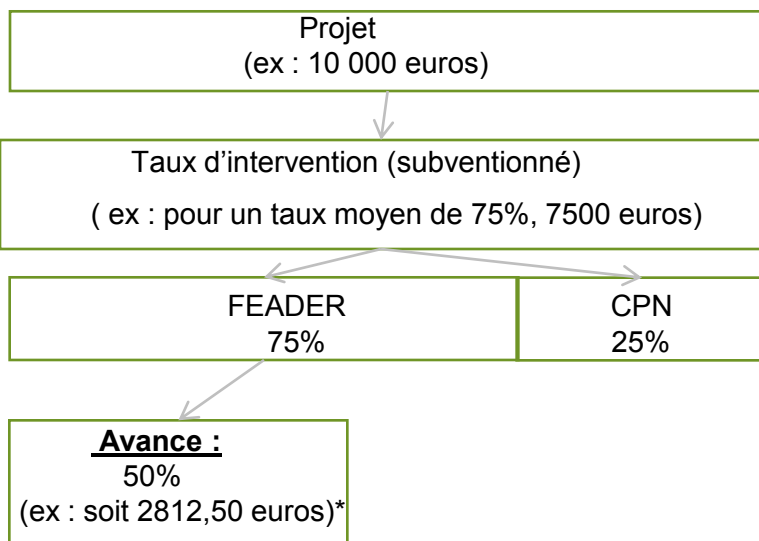 Projet
(ex : 10 000 euros)
Taux d’intervention (subventionné)
( ex : pour un taux moyen de 75%, 7500 euros)
FEADER
75%
CPN
25%
Avance :
50%
(ex : soit 2812,50 euros)*